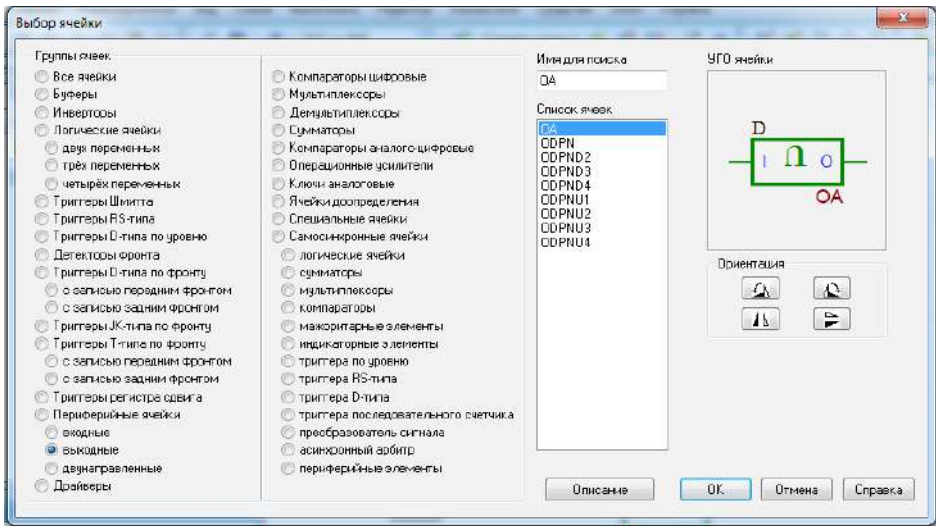 Выбор ячейки
Группы ячеек
Все ячейки
Буферы
Инверторы
Логические ячейки
двух переменных
трёх переменных
четырёх переменных
Триггеры Шмитта
Триггеры RS-типа
Триггеры D-типа по уровню
Детекторы фронта
Триггеры D-типа по фронту
с записью передним фронтом
с записью задним фронтом
Триггеры JK-типа по фронту
Триггеры T-типа по фронту
с записью передним фронтом
с записью задним фронтом
Триггеры регистра сдвига
Периферийные ячейки
входные
выходные
двунаправленные
Драйверы
Компараторы цифровые
Мультиплексоры
Демультиплексоры
Сумматоры
Компараторы аналого-цифровые
Операционные усилители
Ключи аналоговые
Ячейки доопределения
Специальные ячейки
Самосинхронные ячейки
логические ячейки
сумматоры
мультиплексоры
компараторы
мажоритарные элементы
индикаторные элементы
триггера по уровню
триггера RS-типа
триггера D-типа
триггера последовательного счетчика
преобразователь сигнала
асинхронный арбитр
периферийные элементы
Имя для поиска
OA
Список ячеек
OA
ODPN
ODPND2
ODPND3
ODPND4
ODPNU1
ODPNU2
ODPNU3
ODPNU4
УГО ячейки
D
I O
OA
Ориентация
Описание
OK
Отмена
Справка